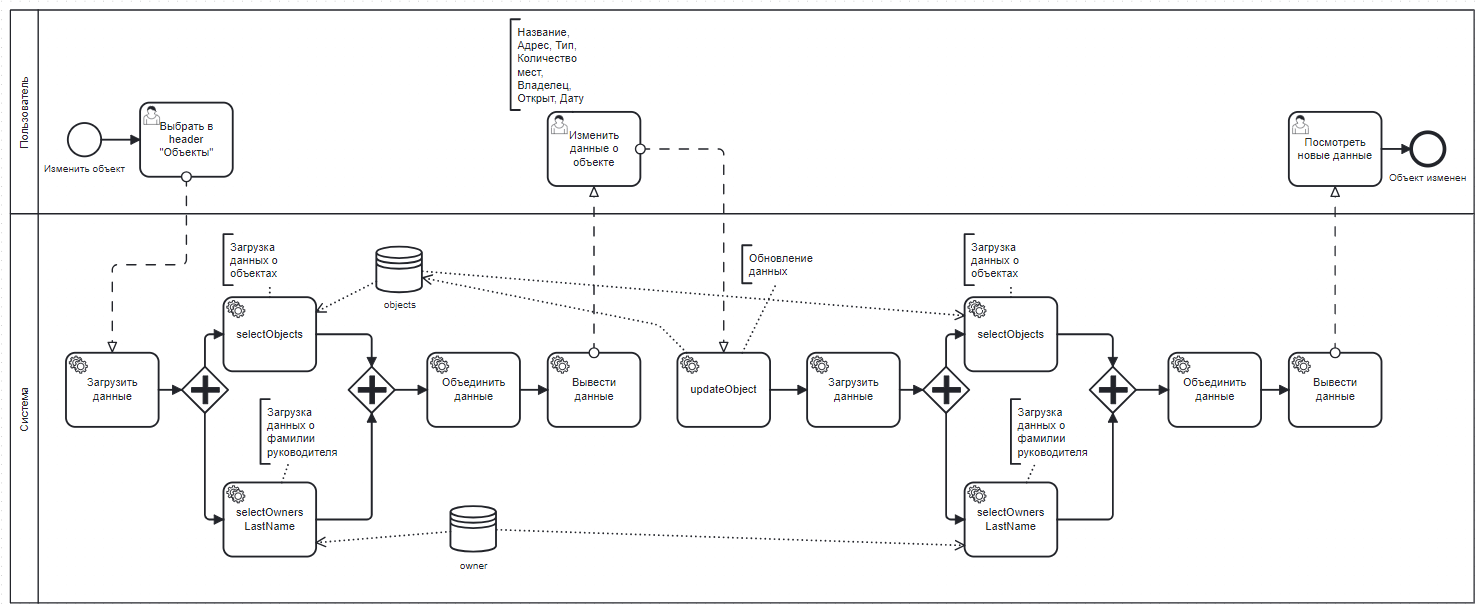 Пользователь
Изменить объект
Выбрать в
header
"Объекты"
Название,
Адрес, Тип,
Количество
мест,
Владелец,
Открыт, Дату
Изменить
данные о
объекте
Посмотреть
новые данные
Объект изменен
Система
Загрузить
данные
Загрузка
данных о
объектах
selectObjects
objects
Загрузка
данных о
фамилии
руководителя
selectOwners
LastName
owner
Объединить
данные
Вывести
данные
Обновление
данных
updateObject
Загрузить
данные
Загрузка
данных о
объектах
selectObjects
Загрузка
данных о
фамилии
руководителя
selectOwners
LastName
Объединить
данные
Вывести
данные